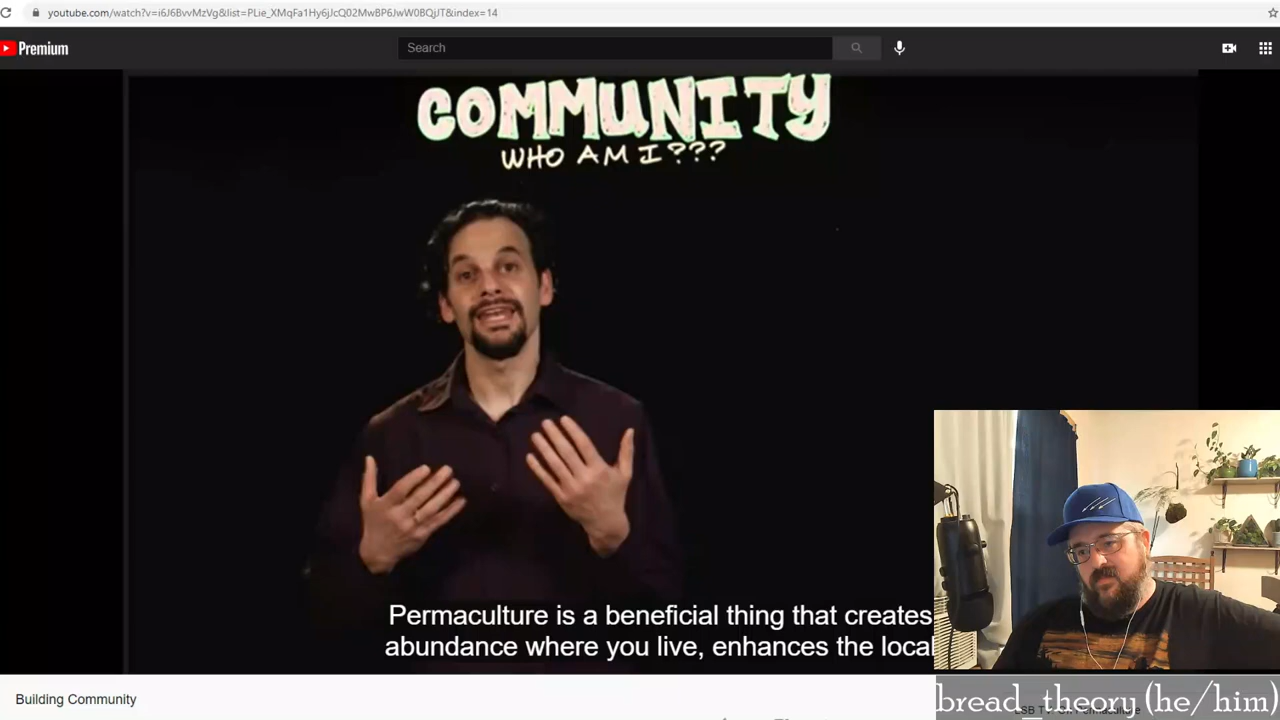 youtube.com/watch?v=i6J6BvvMzVg&list=PLie_XMqFa1Hy6jJcQ02MwBP6JwW0BQjJT&index=14
Premium
Search
COMMUNITY
WHO AM I???
Permaculture is a beneficial thing that creates
abundance where you live, enhances the local
Building Community
bread_theory (he/him)